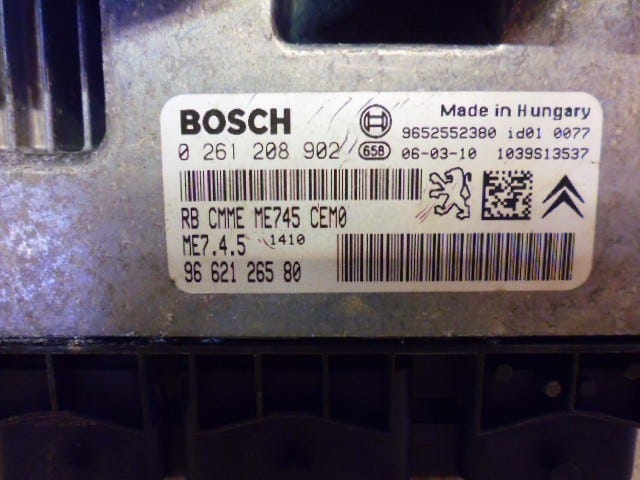 BOSCH
Made in Hungary
9652552380 id01 0077
0 261 208 902 658 06-03-10 1039S13537
RB CMME ME745 CEM0
ME7.4.5 1410
96 621 265 80